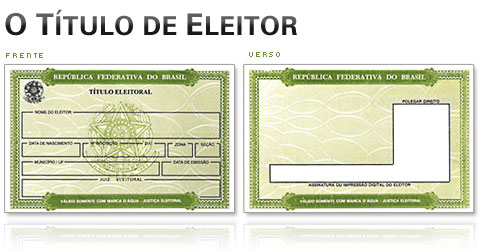 O TÍTULO DE ELEITOR
FRENTE
VERSO
REPÚBLICA FEDERATIVA DO BRASIL
TÍTULO ELEITORAL
NOME DO ELEITOR
DATA DE NASCIMENTO Nº INSCRIÇÃO D.V. ZONA SEÇÃO
MUNICÍPIO / UF DATA DE EMISSÃO
JUIZ ELEITORAL
VÁLIDO SOMENTE COM MARCA D'ÁGUA - JUSTIÇA ELEITORAL
REPÚBLICA FEDERATIVA DO BRASIL
POLEGAR DIREITO
ASSINATURA OU IMPRESSÃO DIGITAL DO ELEITOR
VÁLIDO SOMENTE COM MARCA D'ÁGUA - JUSTIÇA ELEITORAL